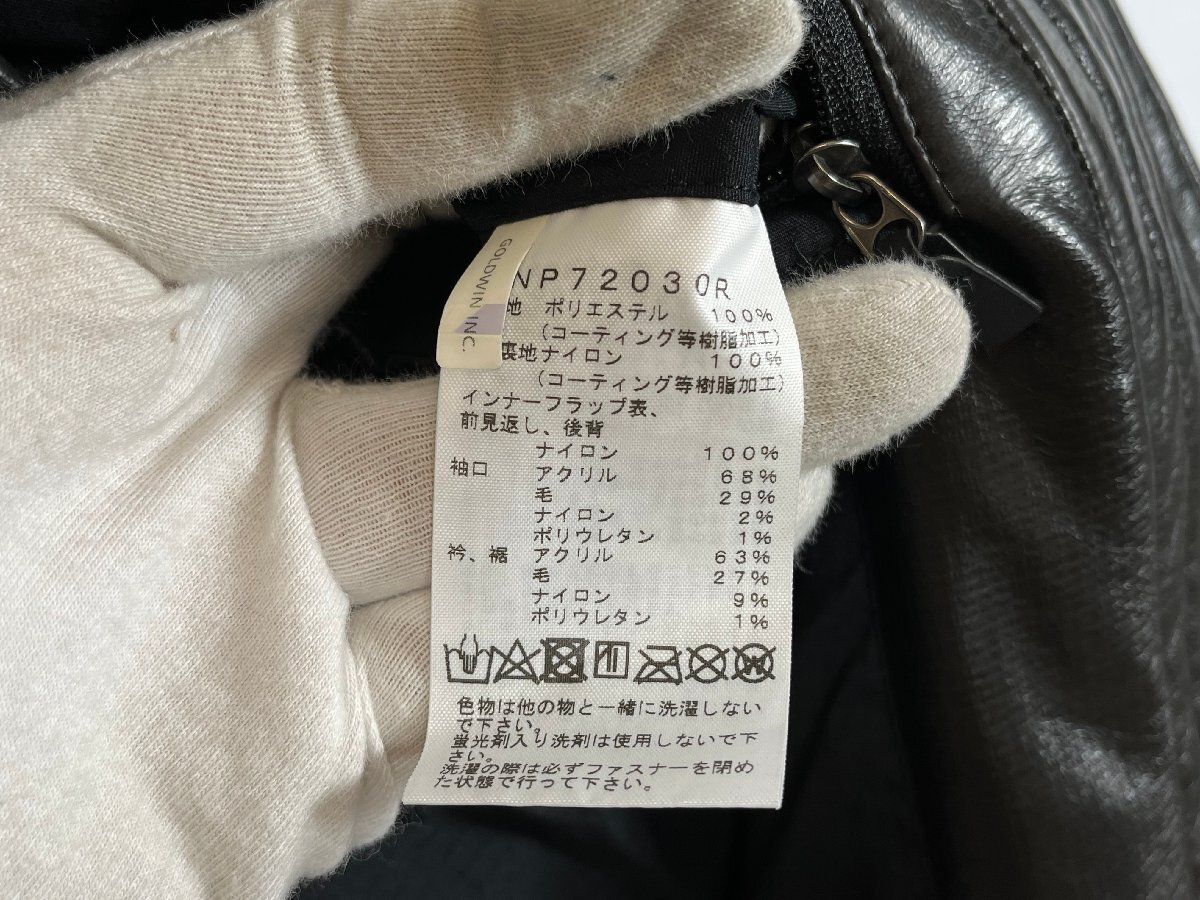 GOLDWIN INC.
NP72030R
地 ポリエステル 100%
(コーティング等樹脂加工)
裏地ナイロン 100%
(コーティング等樹脂加工)
インナーフラップ表、
前見返し、後背
ナイロン 100%
袖口 アクリル 68%
毛 29%
ナイロン 2%
ポリウレタン 1%
衿、裾 アクリル 63%
毛 27%
ナイロン 9%
ポリウレタン 1%
色物は他の物と一緒に洗濯しない
で下さい。
蛍光剤入り洗剤は使用しないで下
さい。
洗濯の際は必ずファスナーを閉め
た状態で行って下さい。